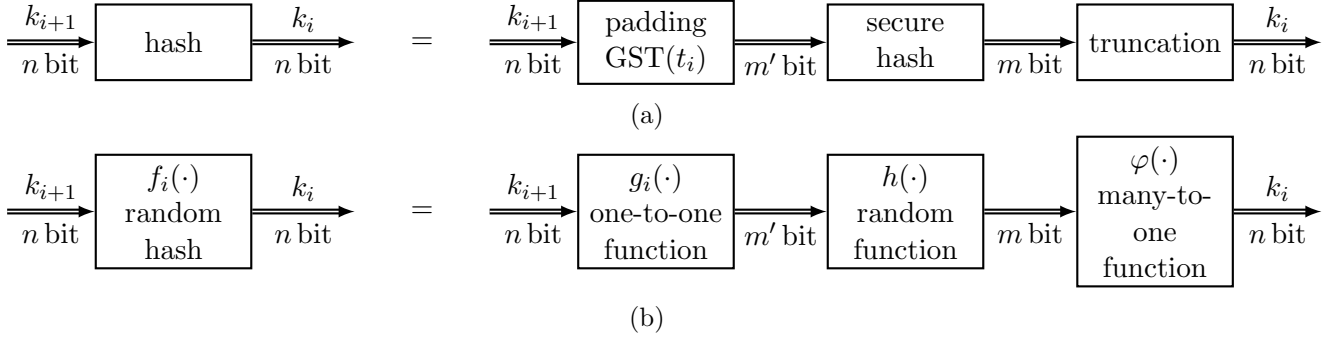 k_{i+1} hash k_i = k_{i+1} padding GST(t_i) secure hash truncation k_i
n bit n bit n bit m′ bit m bit n bit
(a)
k_{i+1} f_i(·) random hash k_i = k_{i+1} g_i(·) one-to-one function h(·) random function φ(·) many-to-one function k_i
n bit n bit n bit m′ bit m bit n bit
(b)